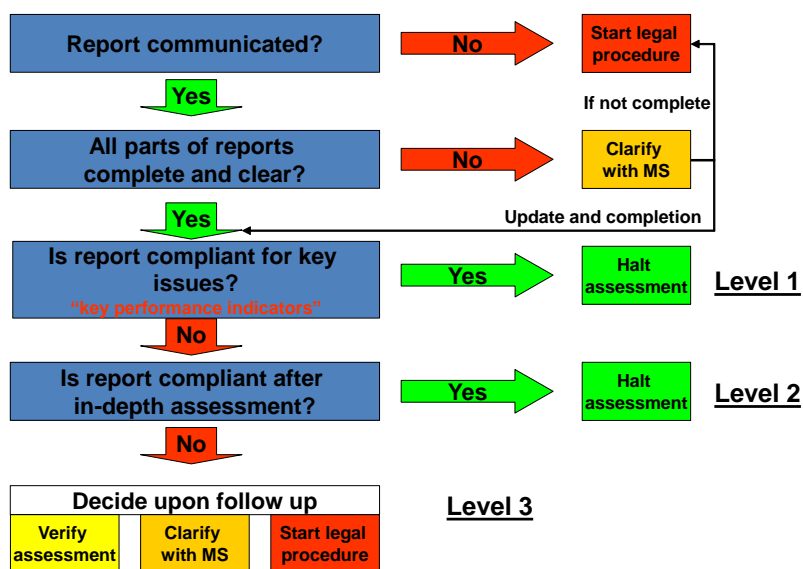 Report communicated?
No
Start legal
procedure
Yes
If not complete
All parts of reports
complete and clear?
No
Clarify
with MS
Yes
Update and completion
Is report compliant for key
issues?
“key performance indicators”
Yes
Halt
assessment
Level 1
No
Is report compliant after
in-depth assessment?
Yes
Halt
assessment
Level 2
No
Decide upon follow up
Level 3
Verify
assessment
Clarify
with MS
Start legal
procedure